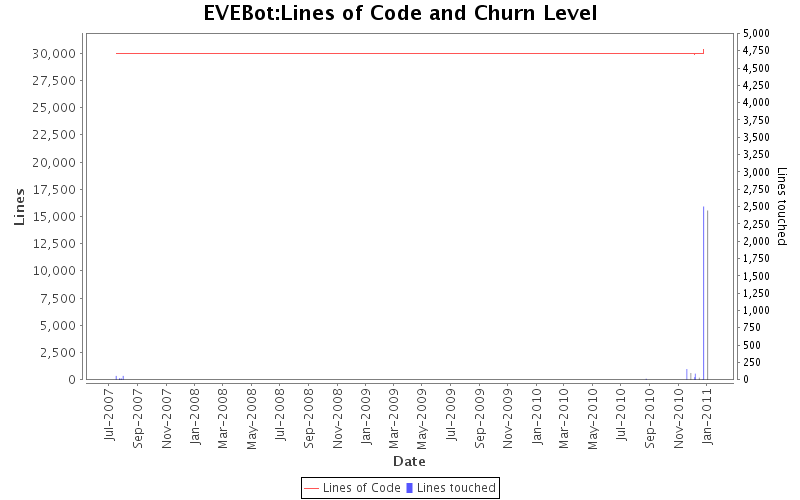 EVEBot:Lines of Code and Churn Level
30,000
27,500
25,000
22,500
20,000
17,500
15,000
12,500
10,000
7,500
5,000
2,500
0
Lines
5,000
4,750
4,500
4,250
4,000
3,750
3,500
3,250
3,000
2,750
2,500
2,250
2,000
1,750
1,500
1,250
1,000
750
500
250
0
Lines touched
Jul-2007
Sep-2007
Nov-2007
Jan-2008
Mar-2008
May-2008
Jul-2008
Sep-2008
Nov-2008
Jan-2009
Mar-2009
May-2009
Jul-2009
Sep-2009
Nov-2009
Jan-2010
Mar-2010
May-2010
Jul-2010
Sep-2010
Nov-2010
Jan-2011
Date
Lines of Code Lines touched